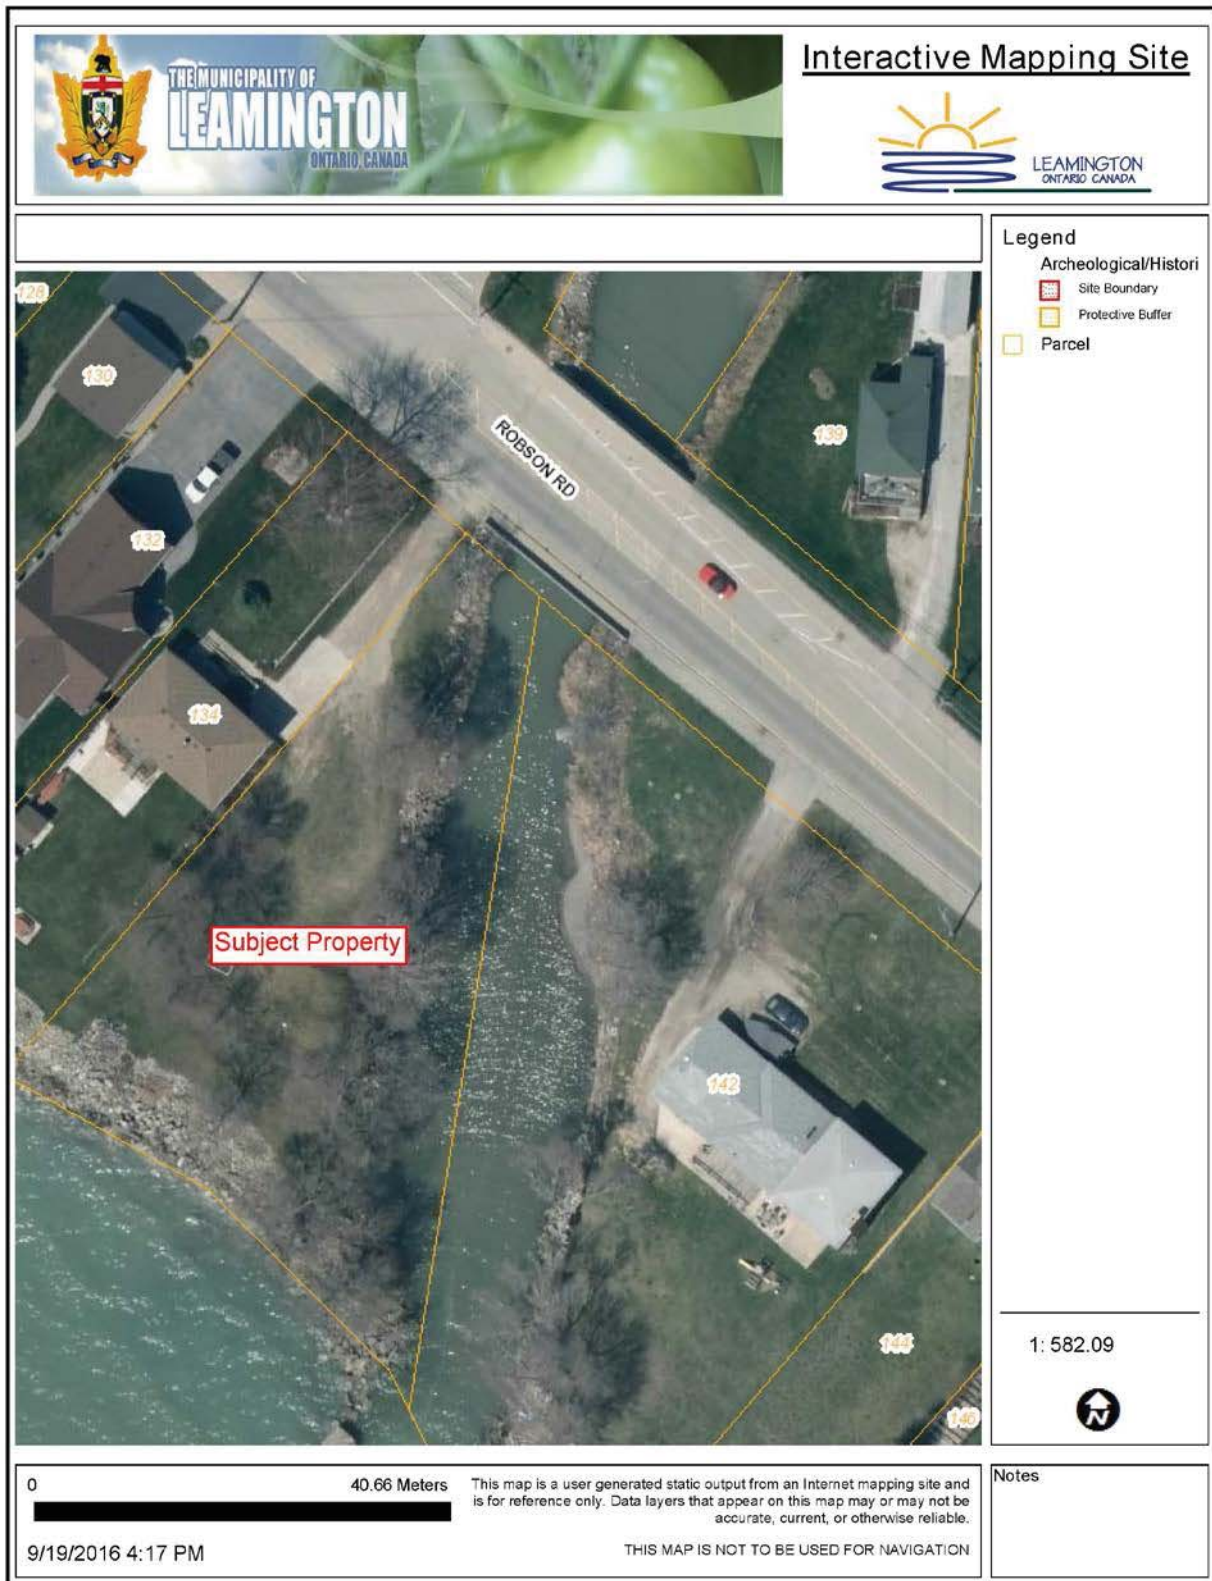 THE MUNICIPALITY OF
LEAMINGTON
ONTARIO, CANADA
Interactive Mapping Site
LEAMINGTON
ONTARIO CANADA
Legend
Archeological/Histori
Site Boundary
Protective Buffer
Parcel
128
130
139
ROBSON RD
132
134
Subject Property
142
144
146
1: 582.09
N
0 40.66 Meters
This map is a user generated static output from an Internet mapping site and
is for reference only. Data layers that appear on this map may or may not be
accurate, current, or otherwise reliable.
9/19/2016 4:17 PM
THIS MAP IS NOT TO BE USED FOR NAVIGATION
Notes